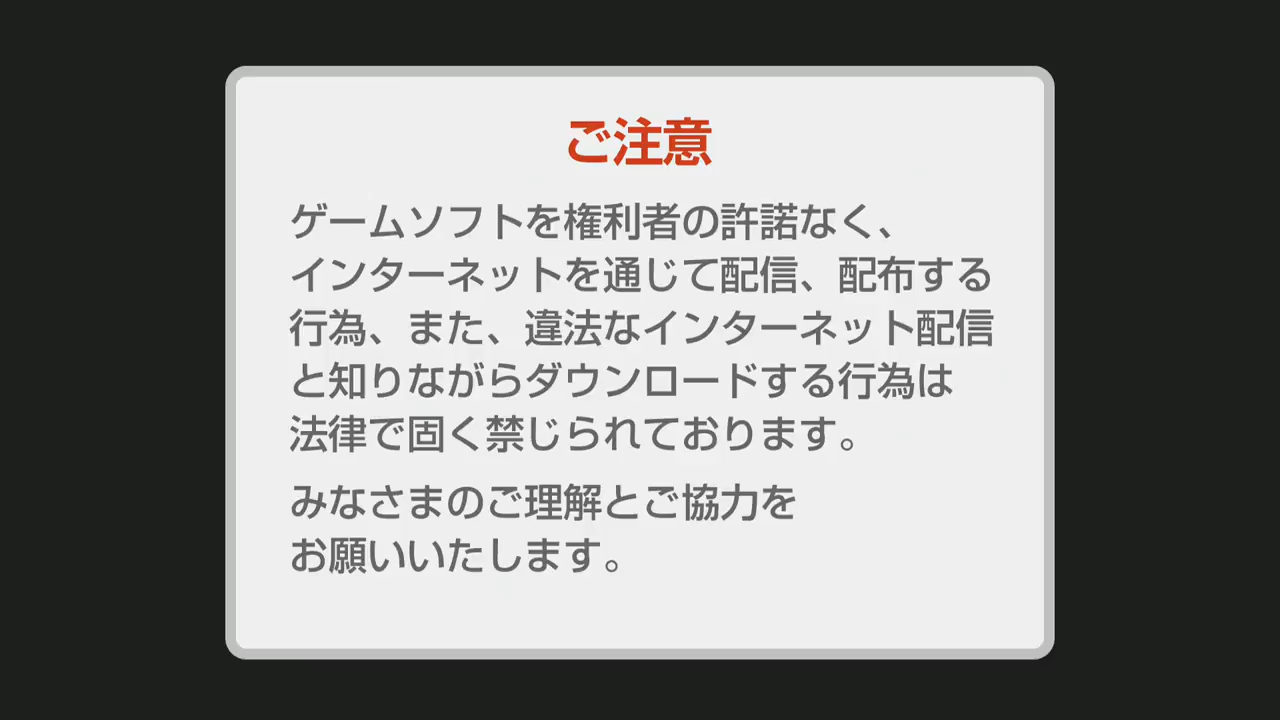 ご注意
ゲームソフトを権利者の許諾なく、
インターネットを通じて配信、配布する
行為、また、違法なインターネット配信
と知りながらダウンロードする行為は
法律で固く禁じられております。
みなさまのご理解とご協力を
お願いいたします。